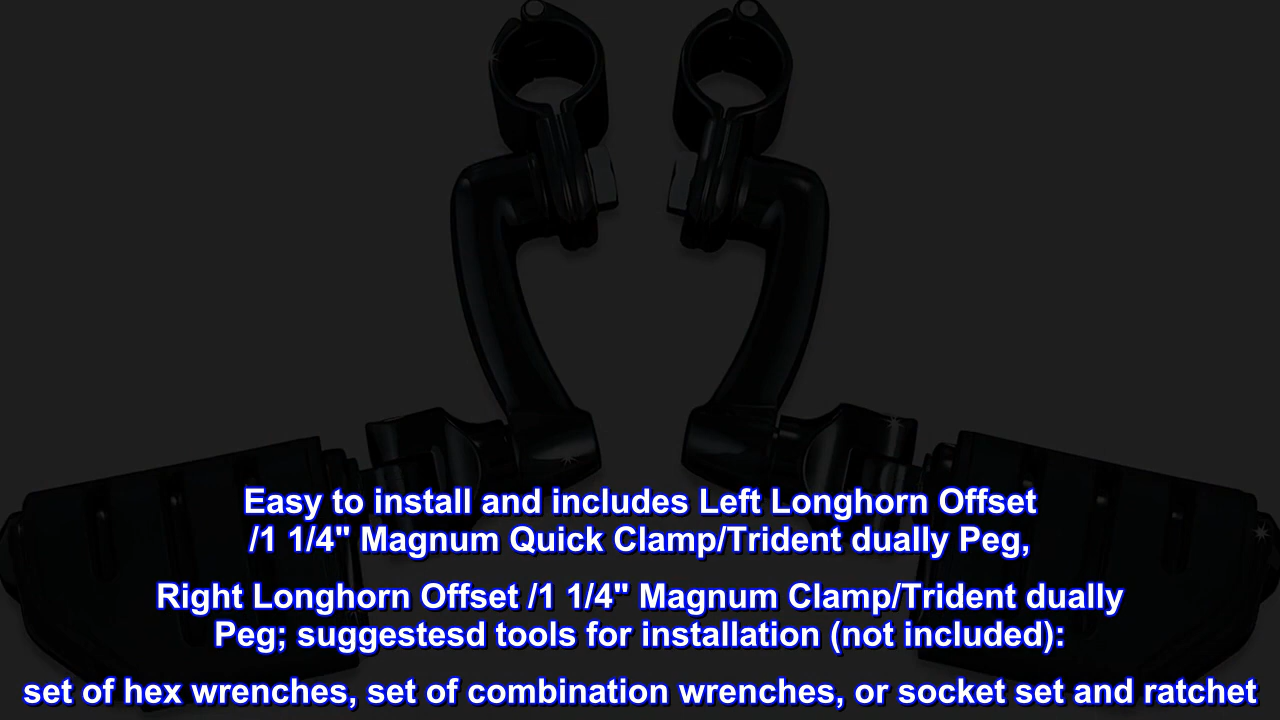 Easy to install and includes Left Longhorn Offset
/1 1/4" Magnum Quick Clamp/Trident dually Peg,
Right Longhorn Offset /1 1/4" Magnum Clamp/Trident dually
Peg; suggestesd tools for installation (not included):
set of hex wrenches, set of combination wrenches, or socket set and ratchet